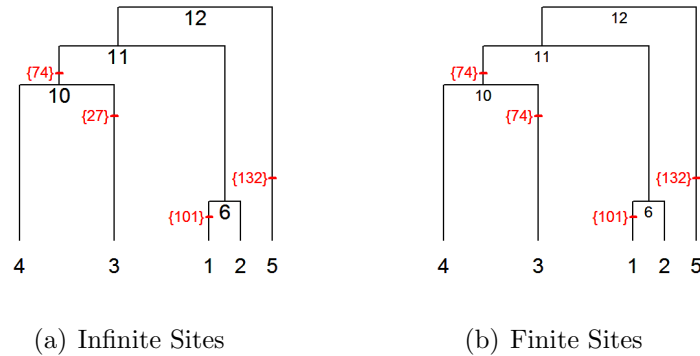 12 12
11 11
{74} {74}
10 10
{27} {74}
{132} {132}
{101} 6 {101} 6
4 3 1 2 5 4 3 1 2 5
(a) Infinite Sites (b) Finite Sites